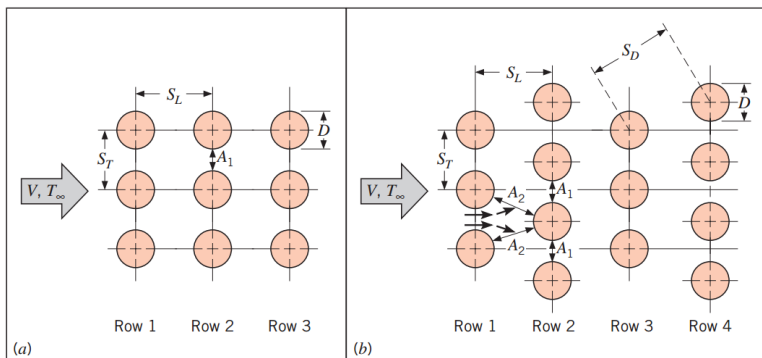 S_L
S_T
D
A_1
V, T_∞
Row 1 Row 2 Row 3
(a)
S_D
S_L
D
S_T
A_2
A_1
V, T_∞
A_2
A_1
Row 1 Row 2 Row 3 Row 4
(b)